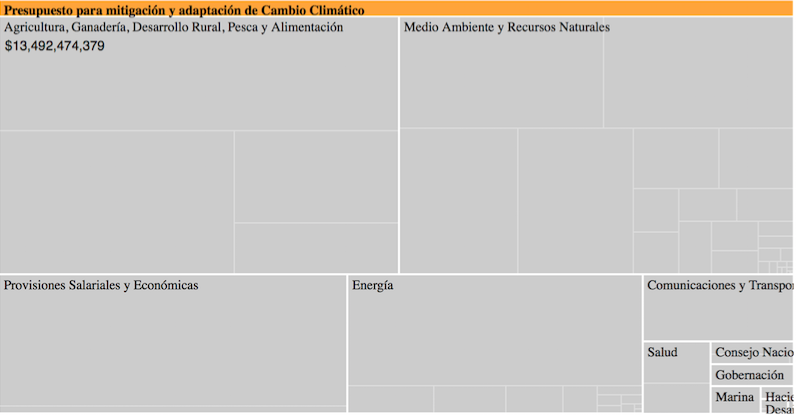 Presupuesto para mitigación y adaptación de Cambio Climático
Agricultura, Ganadería, Desarrollo Rural, Pesca y Alimentación
$13,492,474,379
Medio Ambiente y Recursos Naturales
Provisiones Salariales y Económicas
Energía
Comunicaciones y Transpo
Salud
Consejo Nacio
Gobernación
Marina
Hacie
Desa